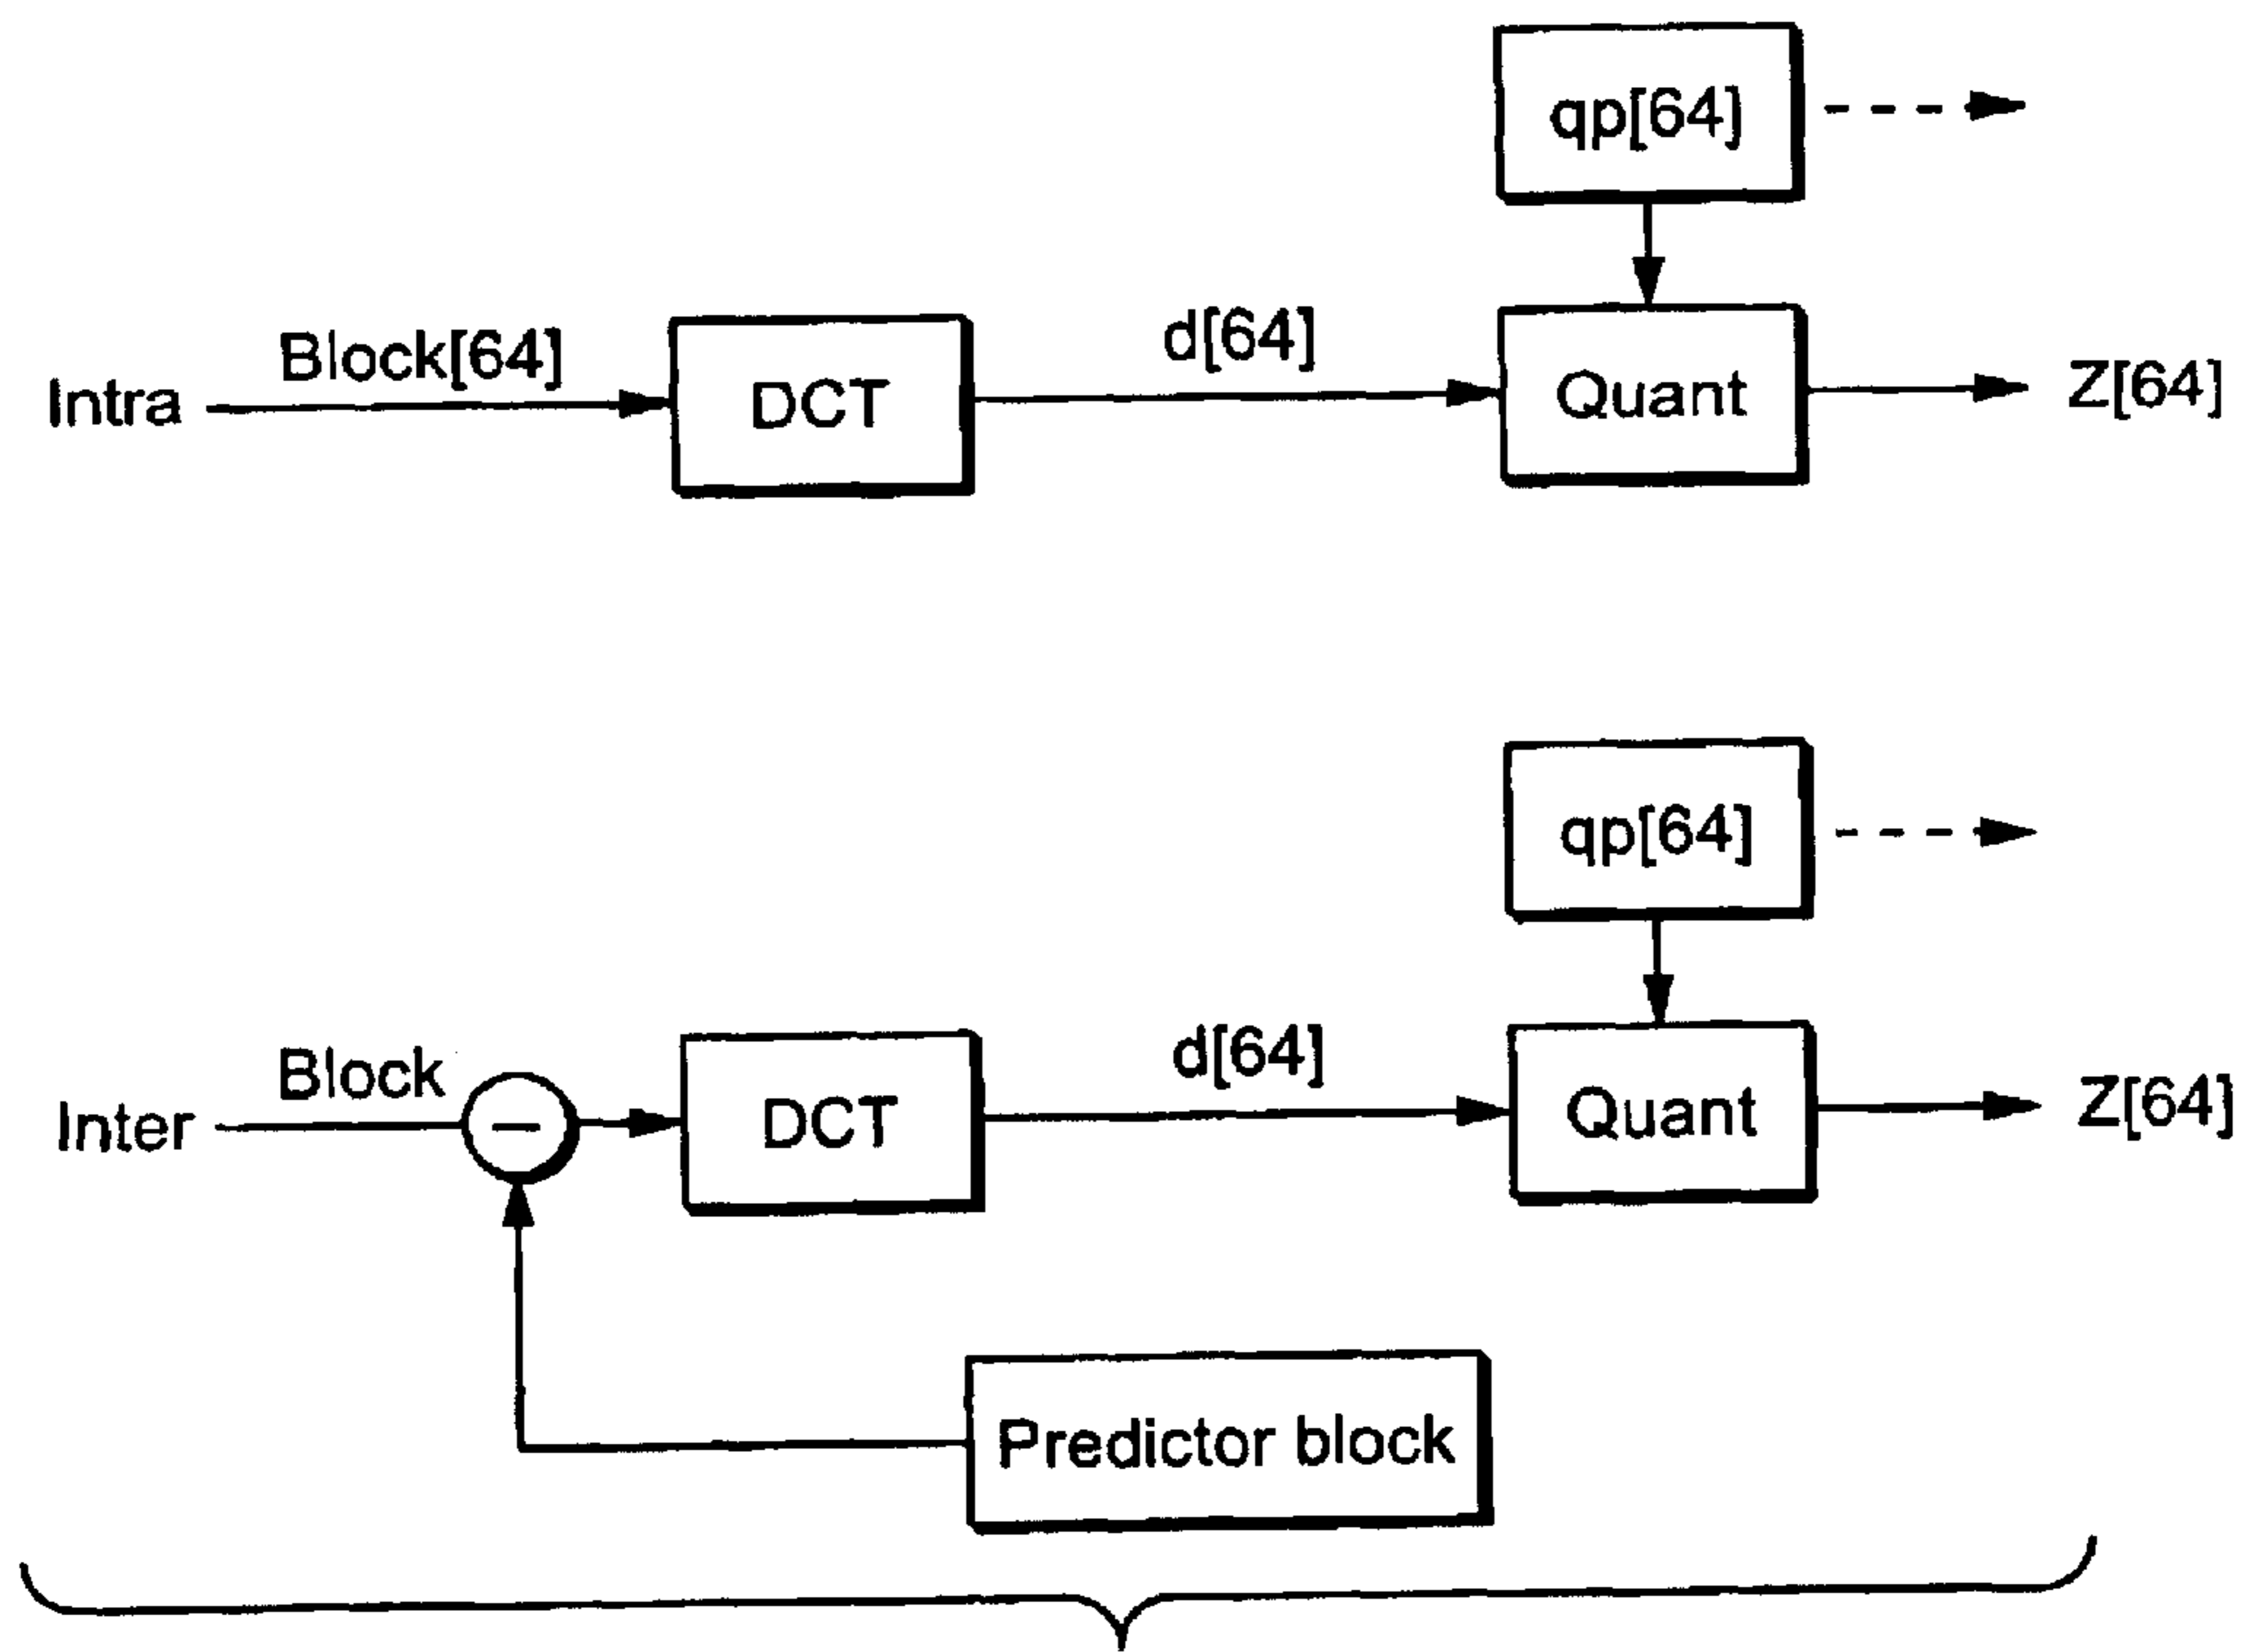 qp[64]
Intra
Block[64]
DCT
d[64]
Quant
Z[64]
qp[64]
Inter
Block
−
DCT
d[64]
Quant
Z[64]
Predictor block